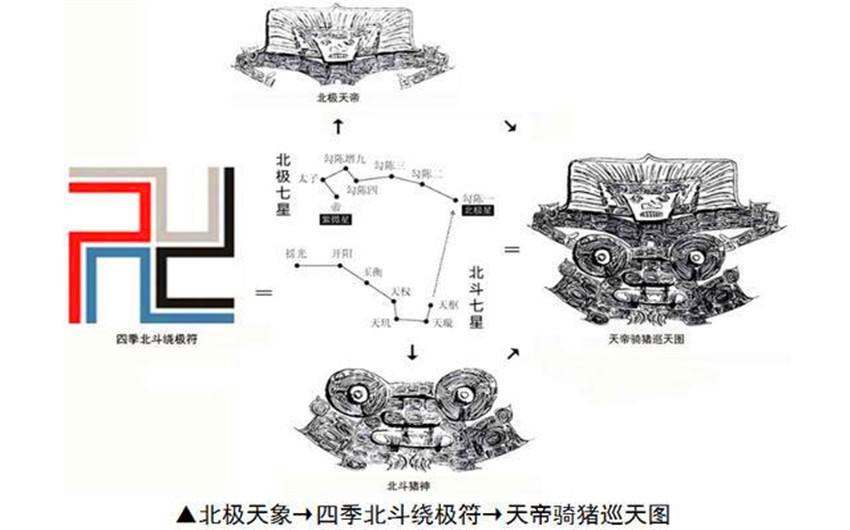 北极天帝
北极七星
勾陈增九
勾陈三
勾陈二
太子
勾陈四
勾陈一
帝
紫微星
北极星
摇光
开阳
玉衡
天权
天枢
天玑
天璇
北斗七星
=
=
四季北斗绕极符
天帝骑猪巡天图
北斗猪神
▲北极天象→四季北斗绕极符→天帝骑猪巡天图